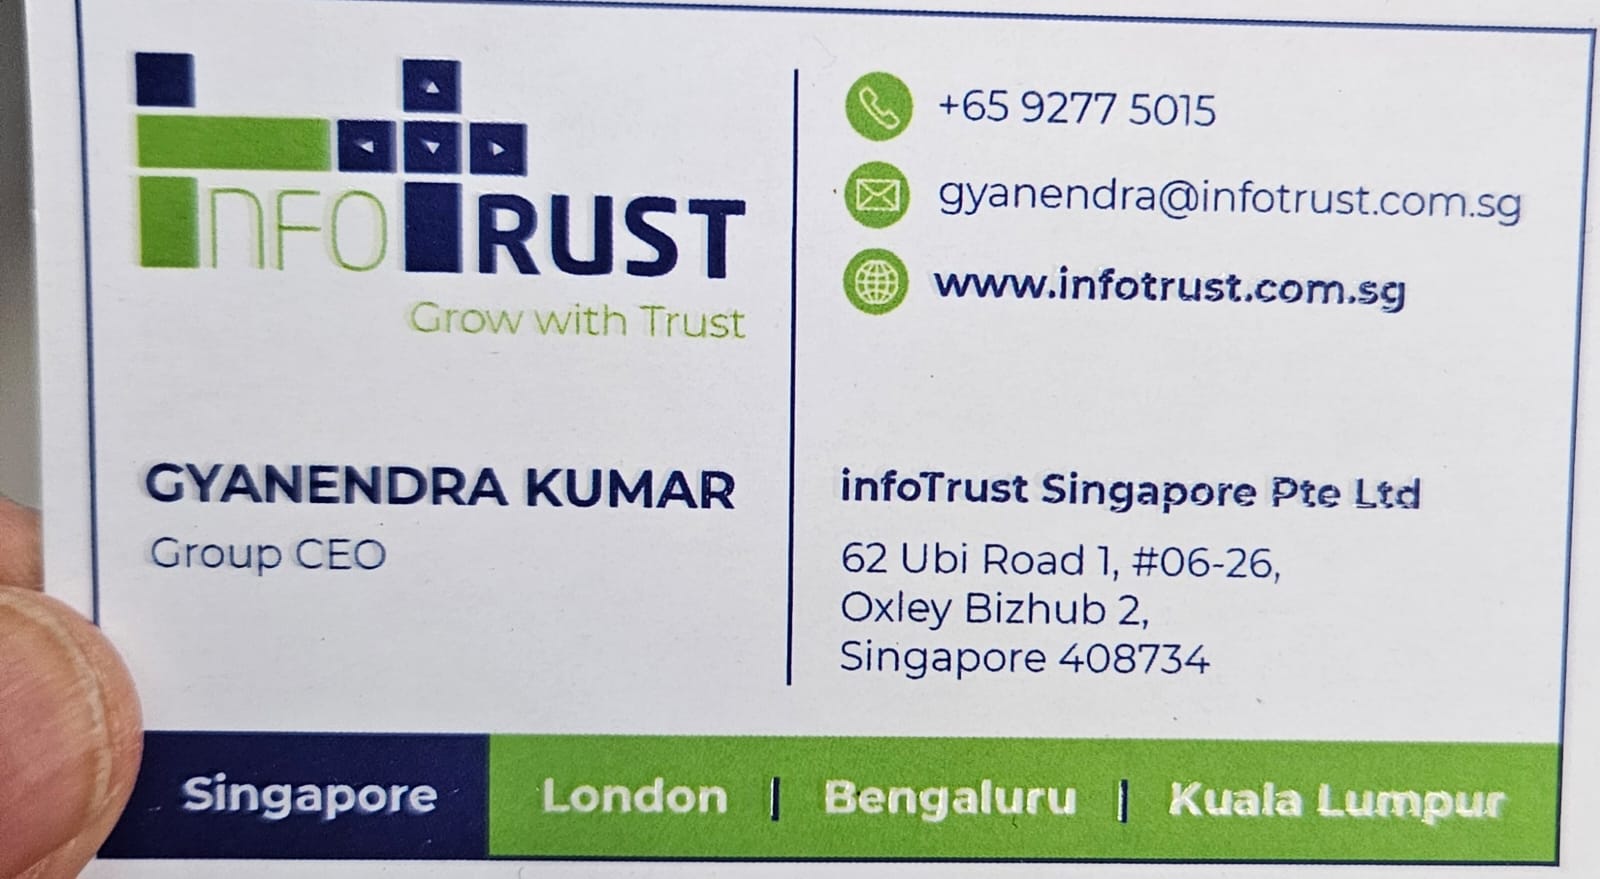 infoTRUST
Grow with Trust
GYANENDRA KUMAR
Group CEO
+65 9277 5015
gyanendra@infotrust.com.sg
www.infotrust.com.sg
infoTrust Singapore Pte Ltd
62 Ubi Road 1, #06-26,
Oxley Bizhub 2,
Singapore 408734
Singapore London | Bengaluru | Kuala Lumpur